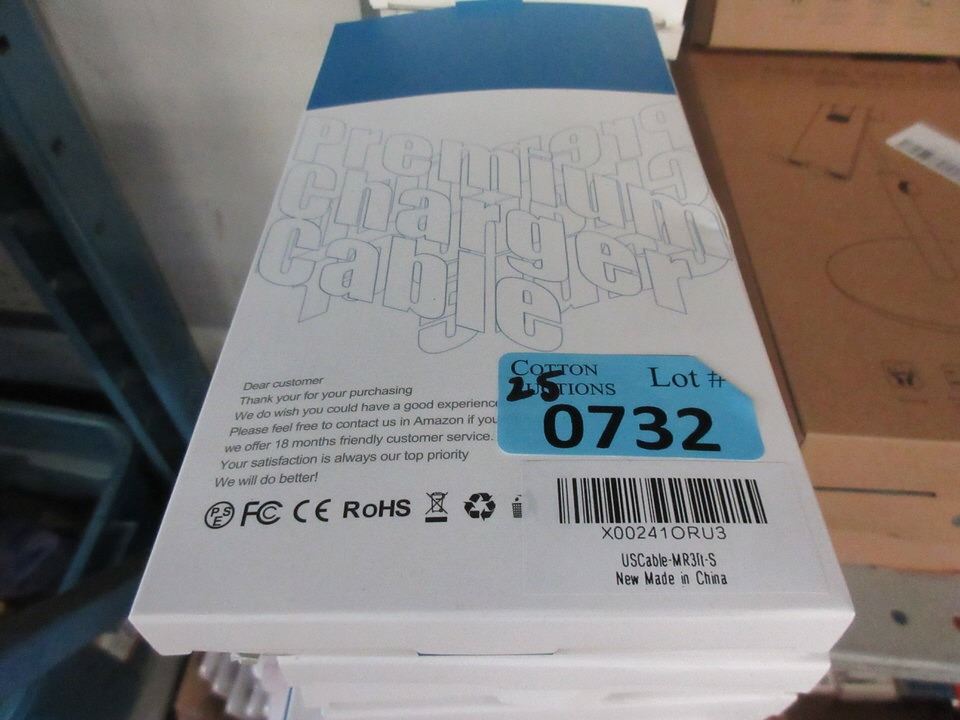 Premium
Charger
Cable
Dear customer
Thank your for your purchasing
We do wish you could have a good experience
Please feel free to contact us in Amazon if you
we offer 18 months friendly customer service.
Your satisfaction is always our top priority
We will do better!
PSE FC CE RoHS
COTTON
Lot #
25
0732
X00241ORU3
USCable-MR3ft-S
New Made in China